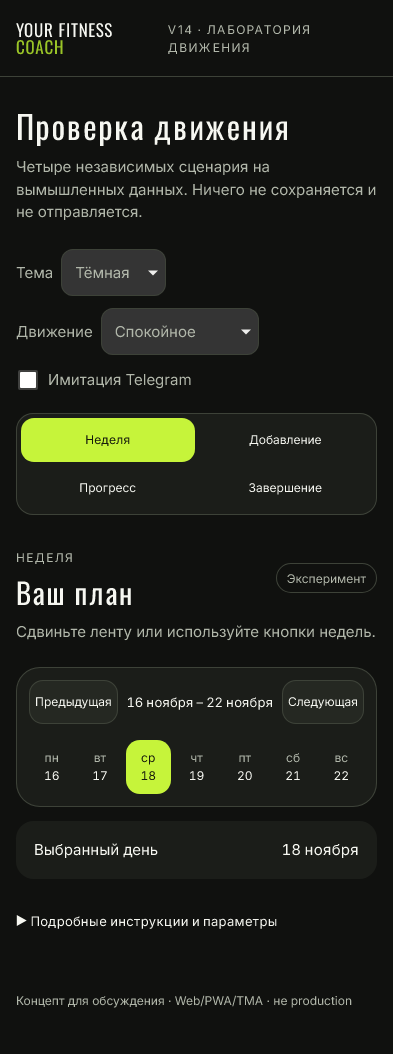 YOUR FITNESS
COACH
V14 · ЛАБОРАТОРИЯ
ДВИЖЕНИЯ
Проверка движения
Четыре независимых сценария на
вымышленных данных. Ничего не сохраняется и
не отправляется.
Тема Тёмная
Движение Спокойное
Имитация Telegram
Неделя Добавление
Прогресс Завершение
НЕДЕЛЯ
Ваш план
Эксперимент
Сдвиньте ленту или используйте кнопки недель.
Предыдущая 16 ноября – 22 ноября Следующая
пн вт ср чт пт сб вс
16 17 18 19 20 21 22
Выбранный день 18 ноября
Подробные инструкции и параметры
Концепт для обсуждения · Web/PWA/TMA · не production